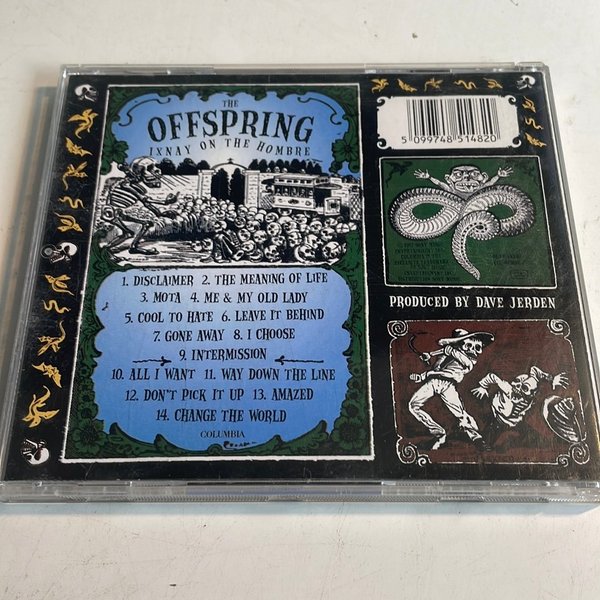 THE
OFFSPRING
IXNAY ON THE HOMBRE
1. DISCLAIMER 2. THE MEANING OF LIFE
3. MOTA 4. ME & MY OLD LADY
5. COOL TO HATE 6. LEAVE IT BEHIND
7. GONE AWAY 8. I CHOOSE
9. INTERMISSION
10. ALL I WANT 11. WAY DOWN THE LINE
12. DON'T PICK IT UP 13. AMAZED
14. CHANGE THE WORLD
COLUMBIA
5 099748 514820
PRODUCED BY DAVE JERDEN